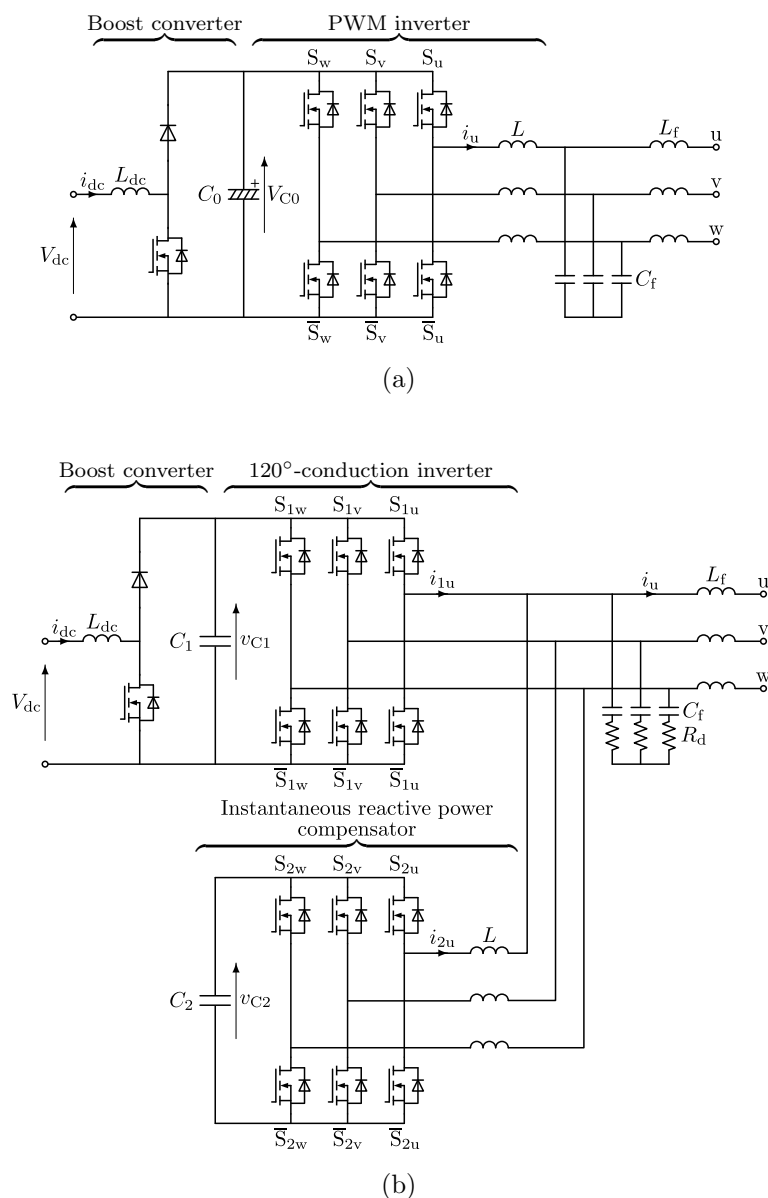 Boost converter PWM inverter
S_w S_v S_u
i_u L L_f u
i_dc L_dc C_0 + V_C0 v
V_dc w
C_f
S̅_w S̅_v S̅_u
(a)
Boost converter 120°-conduction inverter
S_1w S_1v S_1u
i_1u i_u L_f u
i_dc L_dc C_1 v_C1 v
V_dc w
C_f
R_d
S̅_1w S̅_1v S̅_1u
Instantaneous reactive power
compensator
S_2w S_2v S_2u
i_2u L
C_2 v_C2
S̅_2w S̅_2v S̅_2u
(b)